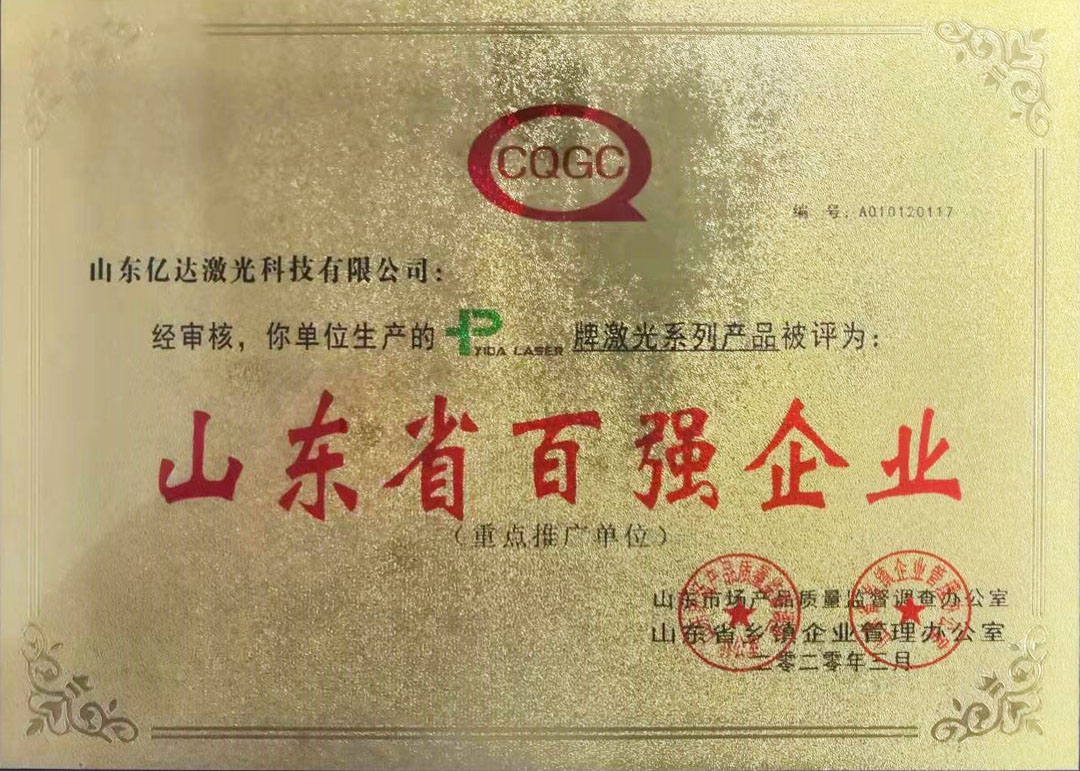 CQGC
编 号：A010120117
山东亿达激光科技有限公司：
经审核，你单位生产的 YIDA LASER 牌激光系列产品被评为：
山东省百强企业
（重点推广单位）
山东市场产品质量监督调查办公室
山东省乡镇企业管理办公室
二零二零年三月